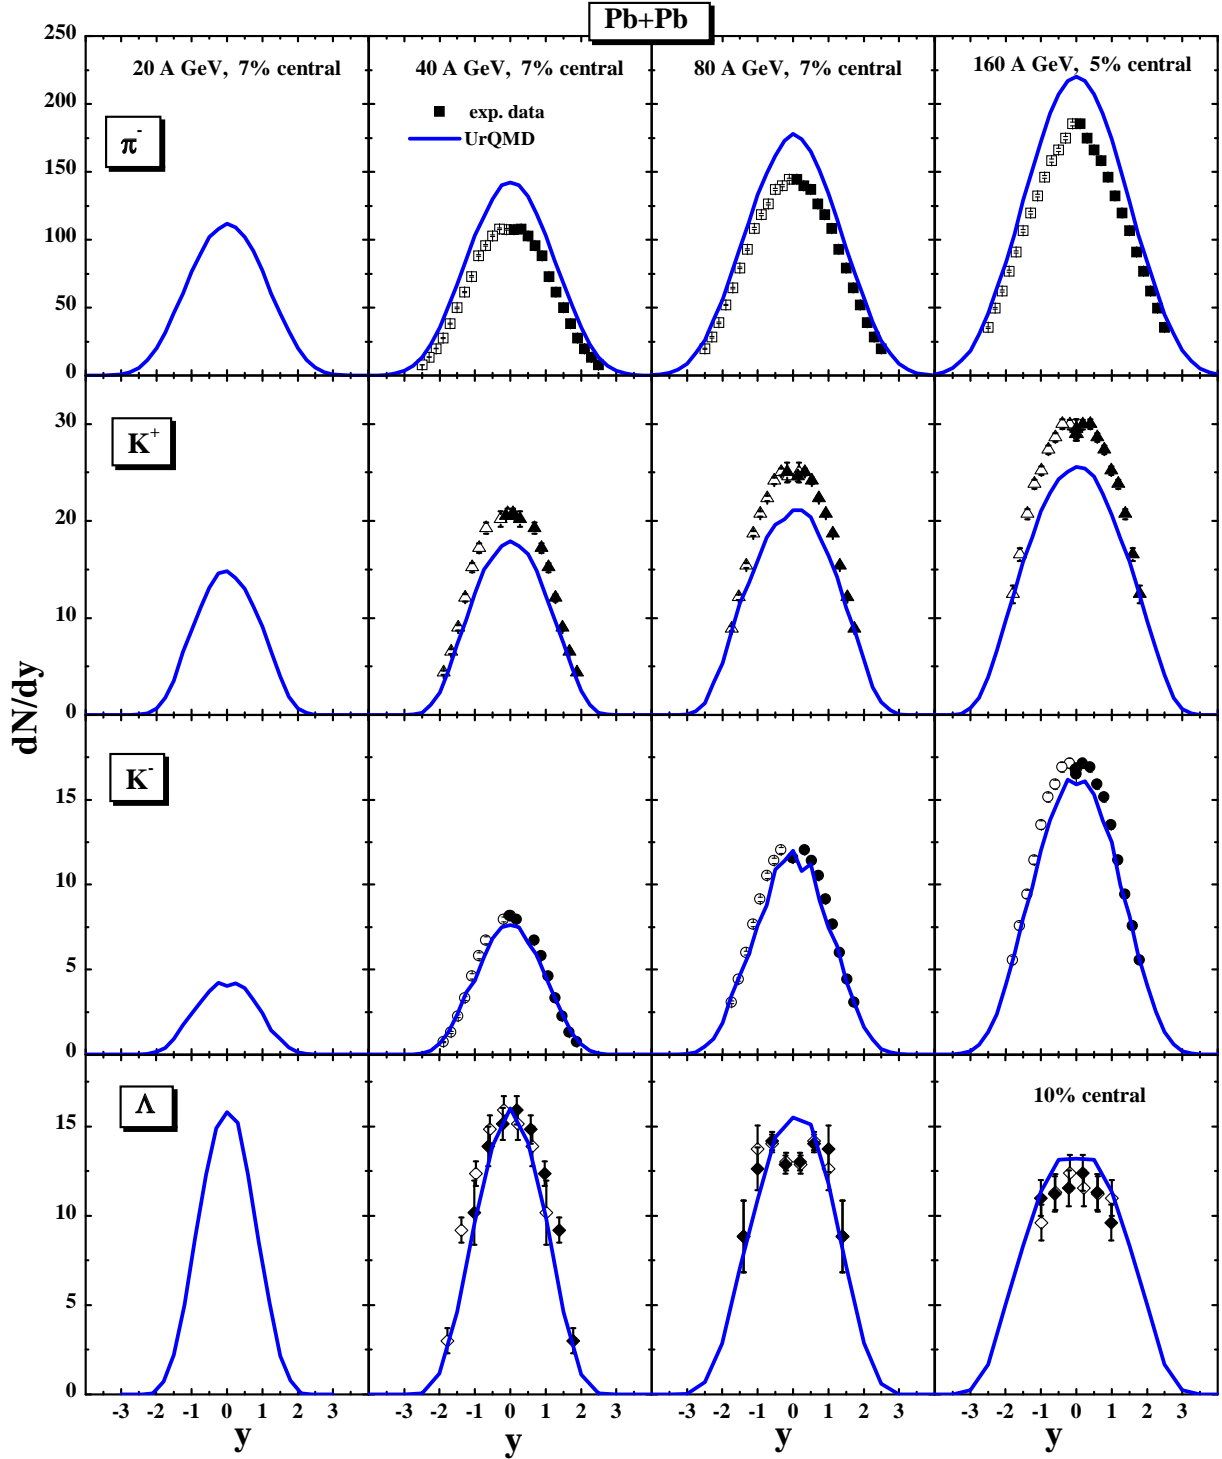 Pb+Pb
20 A GeV, 7% central
40 A GeV, 7% central
80 A GeV, 7% central
160 A GeV, 5% central
exp. data
UrQMD
π-
250
200
150
100
50
0
K+
30
20
10
0
K-
15
10
5
0
Λ
10% central
15
10
5
0
dN/dy
-3 -2 -1 0 1 2 3
-3 -2 -1 0 1 2 3
-3 -2 -1 0 1 2 3
-3 -2 -1 0 1 2 3
y
y
y
y